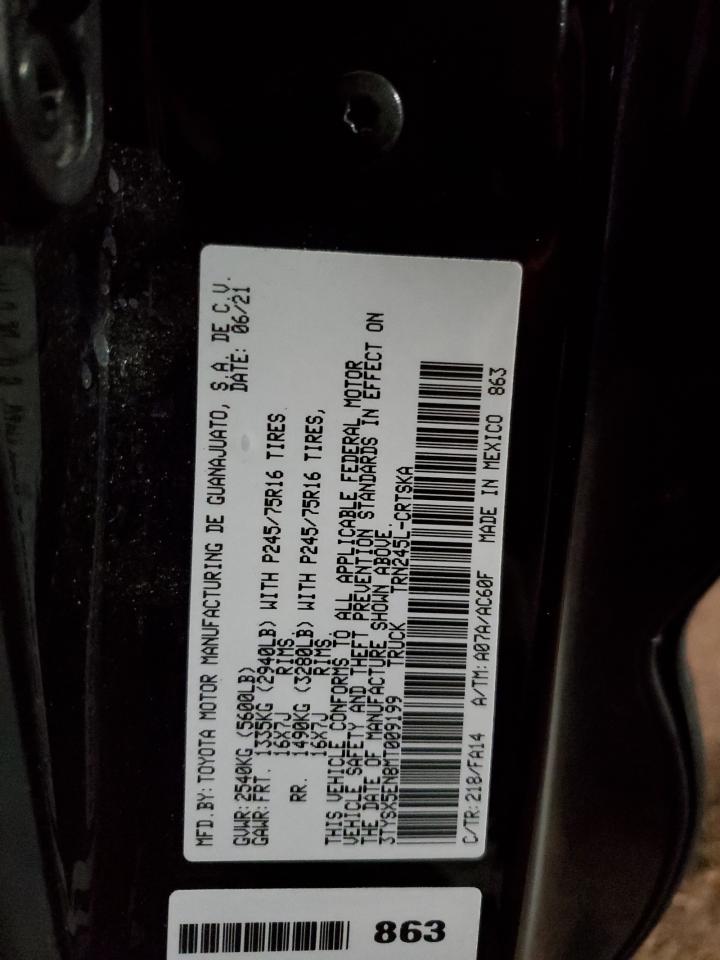 MFD.BY: TOYOTA MOTOR MANUFACTURING DE GUANAJUATO, S.A. DE C.V.
DATE: 06/21
GVWR: 2540KG (5600LB)
GAWR: FRT. 1335KG (2940LB) WITH P245/75R16 TIRES
16X7J RIMS,
RR. 1490KG (3280LB) WITH P245/75R16 TIRES,
16X7J RIMS.
THIS VEHICLE CONFORMS TO ALL APPLICABLE FEDERAL MOTOR
VEHICLE SAFETY AND THEFT PREVENTION STANDARDS IN EFFECT ON
THE DATE OF MANUFACTURE SHOWN ABOVE.
3TYSX5EN8MT009199 TRUCK TRN245L-CRTSKA
C/TR: 218/FA14 A/TM: A07A/AC60F MADE IN MEXICO 863
863